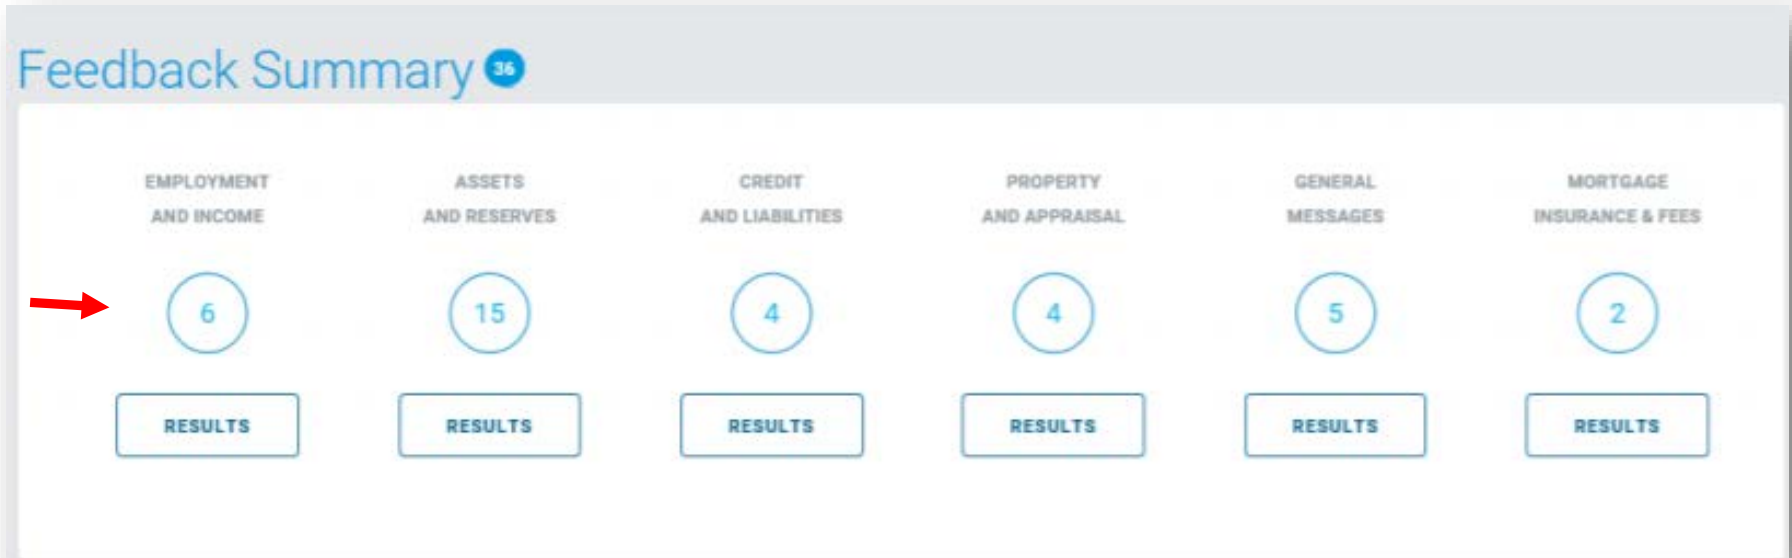 Feedback Summary 36
EMPLOYMENT
AND INCOME
6
RESULTS
ASSETS
AND RESERVES
15
RESULTS
CREDIT
AND LIABILITIES
4
RESULTS
PROPERTY
AND APPRAISAL
4
RESULTS
GENERAL
MESSAGES
5
RESULTS
MORTGAGE
INSURANCE & FEES
2
RESULTS